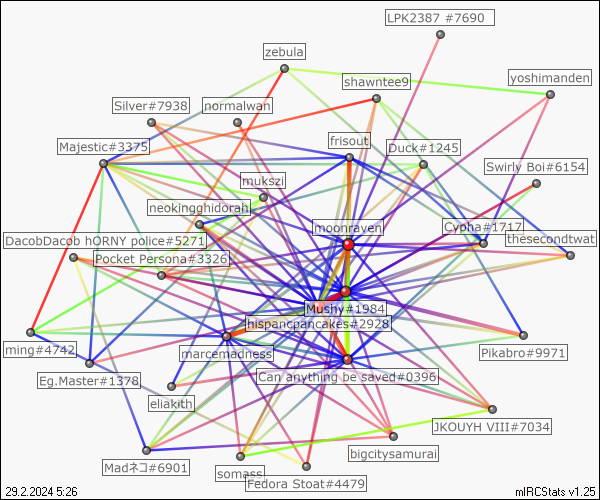 LPK2387 #7690
zebula
shawntee9
yoshimanden
Silver#7938
normalwan
frisout
Majestic#3375
Duck#1245
Swirly Boi#6154
mukszi
neokingghidorah
moonraven
Cypha#1717
DacobDacob hORNY police#5271
thesecondtwat
Pocket Persona#3326
Mushy#1984
hispancpancakes#2928
ming#4742
marcemadness
Pikabro#9971
Eg.Master#1378
Can anything be saved#0396
eliakith
JKOUYH VIII#7034
bigcitysamurai
Madネコ#6901
somass
Fedora Stoat#4479
29.2.2024 5:26
mIRCStats v1.25